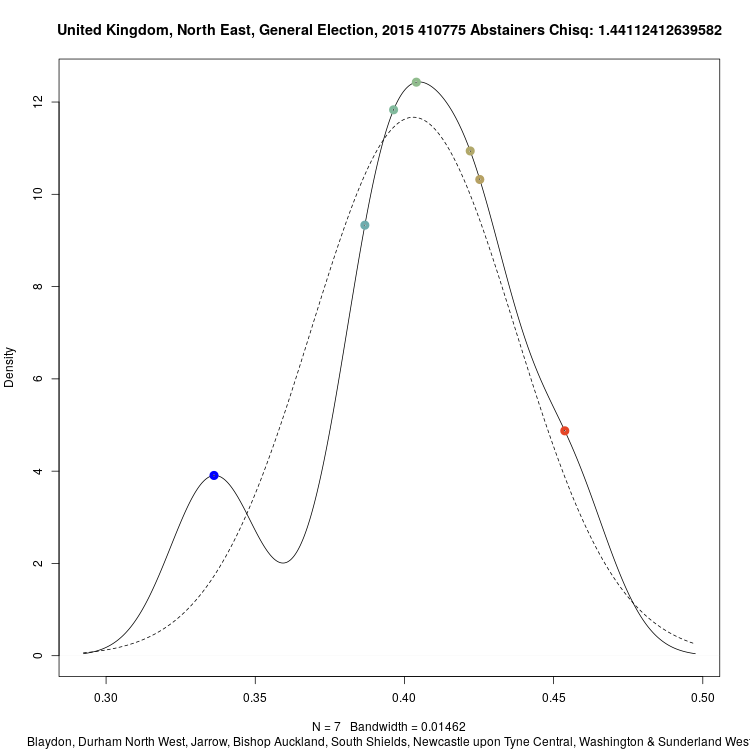 United Kingdom, North East, General Election, 2015 410775 Abstainers Chisq: 1.44112412639582
12
10
8
6
4
2
0
Density
0.30 0.35 0.40 0.45 0.50
N = 7 Bandwidth = 0.01462
Blaydon, Durham North West, Jarrow, Bishop Auckland, South Shields, Newcastle upon Tyne Central, Washington & Sunderland Wes